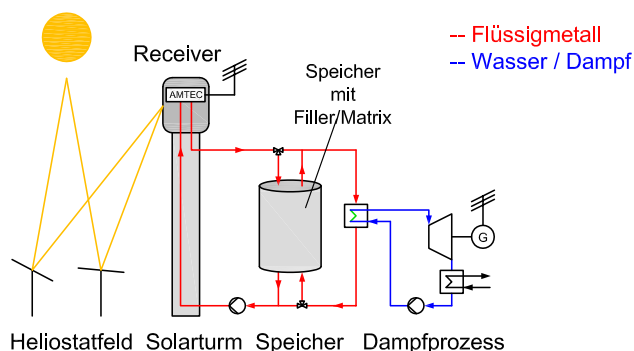 Receiver
-- Flüssigmetall
-- Wasser / Dampf
Speicher
mit
Filler/Matrix
AMTEC
G
Heliostatfeld Solarturm Speicher Dampfprozess